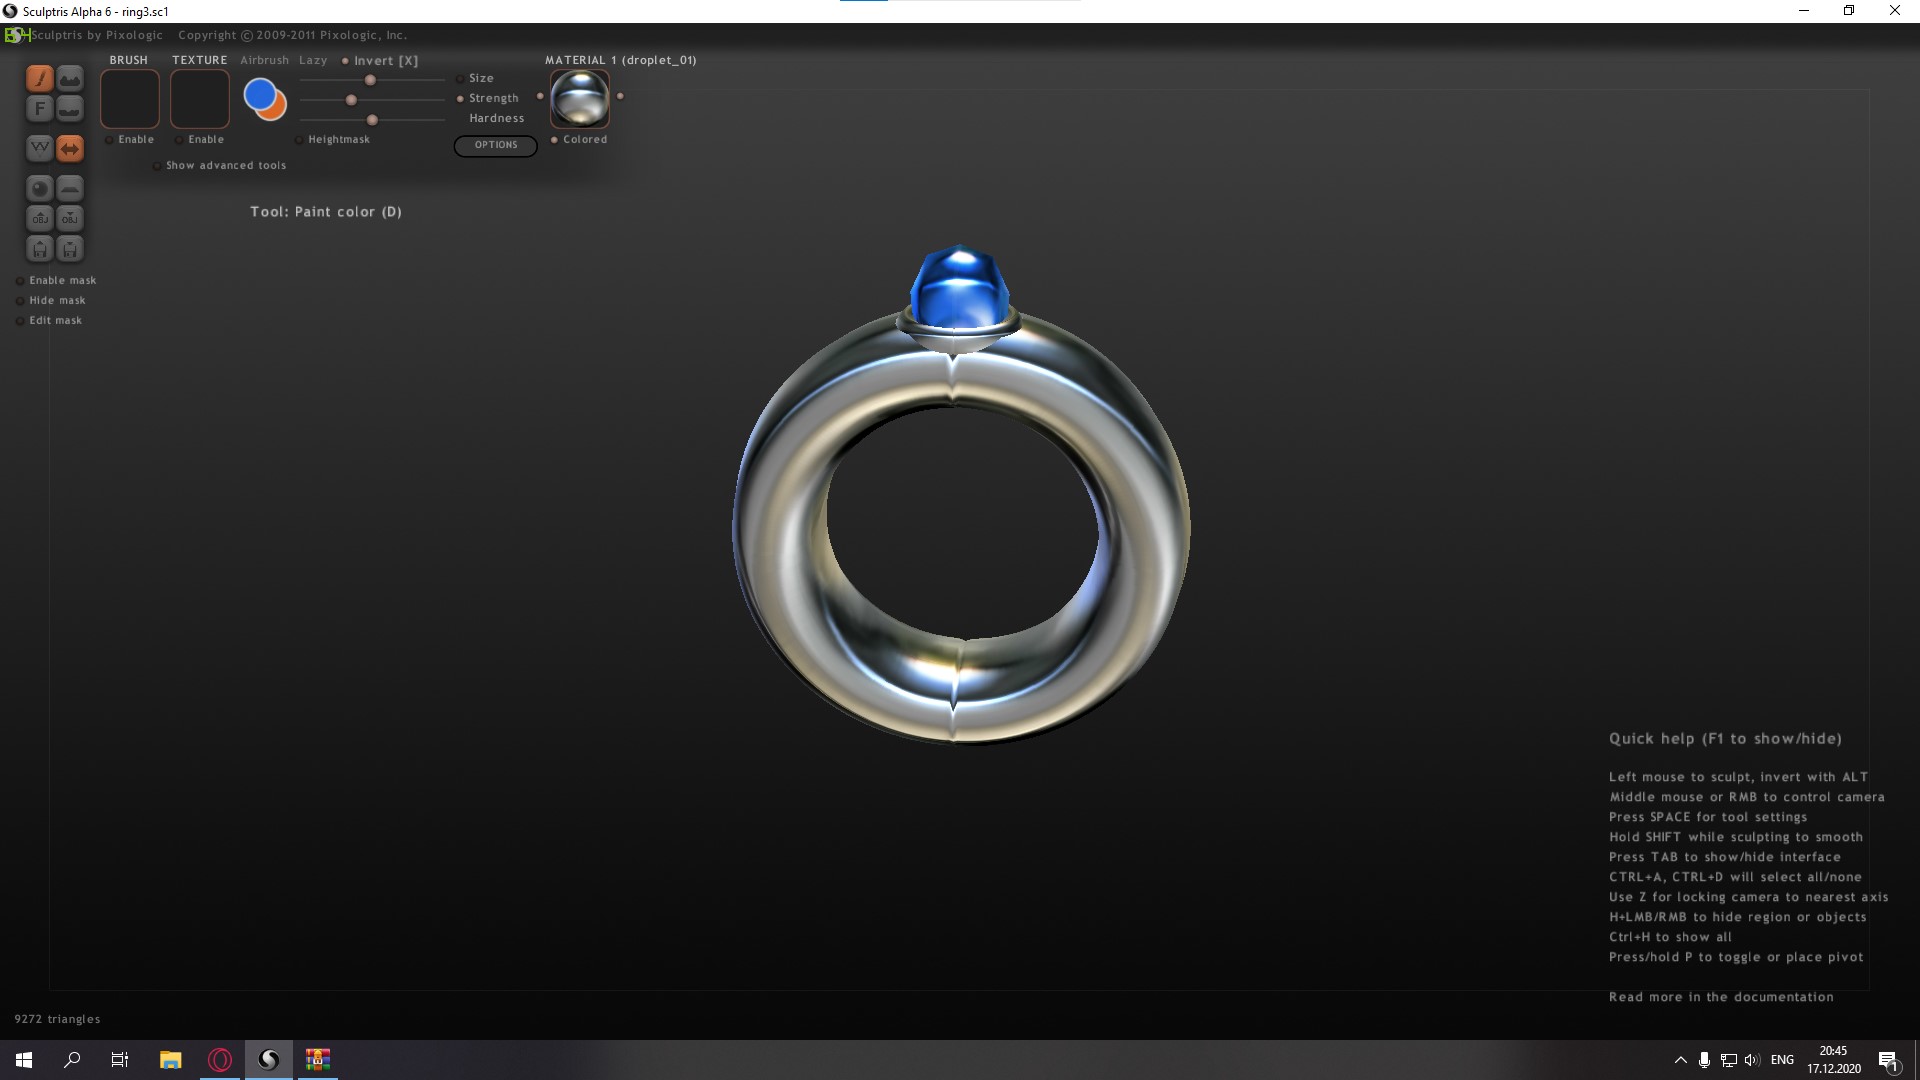 Sculptris Alpha 6 - ring3.sc1
Sculptris by Pixologic Copyright © 2009-2011 Pixologic, Inc.
BRUSH TEXTURE Airbrush Lazy Invert [X] MATERIAL 1 (droplet_01)
Size
F Strength
Hardness
Enable Enable Heightmask OPTIONS Colored
Show advanced tools
Tool: Paint color (D)
OBJ OBJ
Enable mask
Hide mask
Edit mask
Quick help (F1 to show/hide)
Left mouse to sculpt, invert with ALT
Middle mouse or RMB to control camera
Press SPACE for tool settings
Hold SHIFT while sculpting to smooth
Press TAB to show/hide interface
CTRL+A, CTRL+D will select all/none
Use Z for locking camera to nearest axis
H+LMB/RMB to hide region or objects
Ctrl+H to show all
Press/hold P to toggle or place pivot
Read more in the documentation
9272 triangles
ENG 20:45
17.12.2020 1